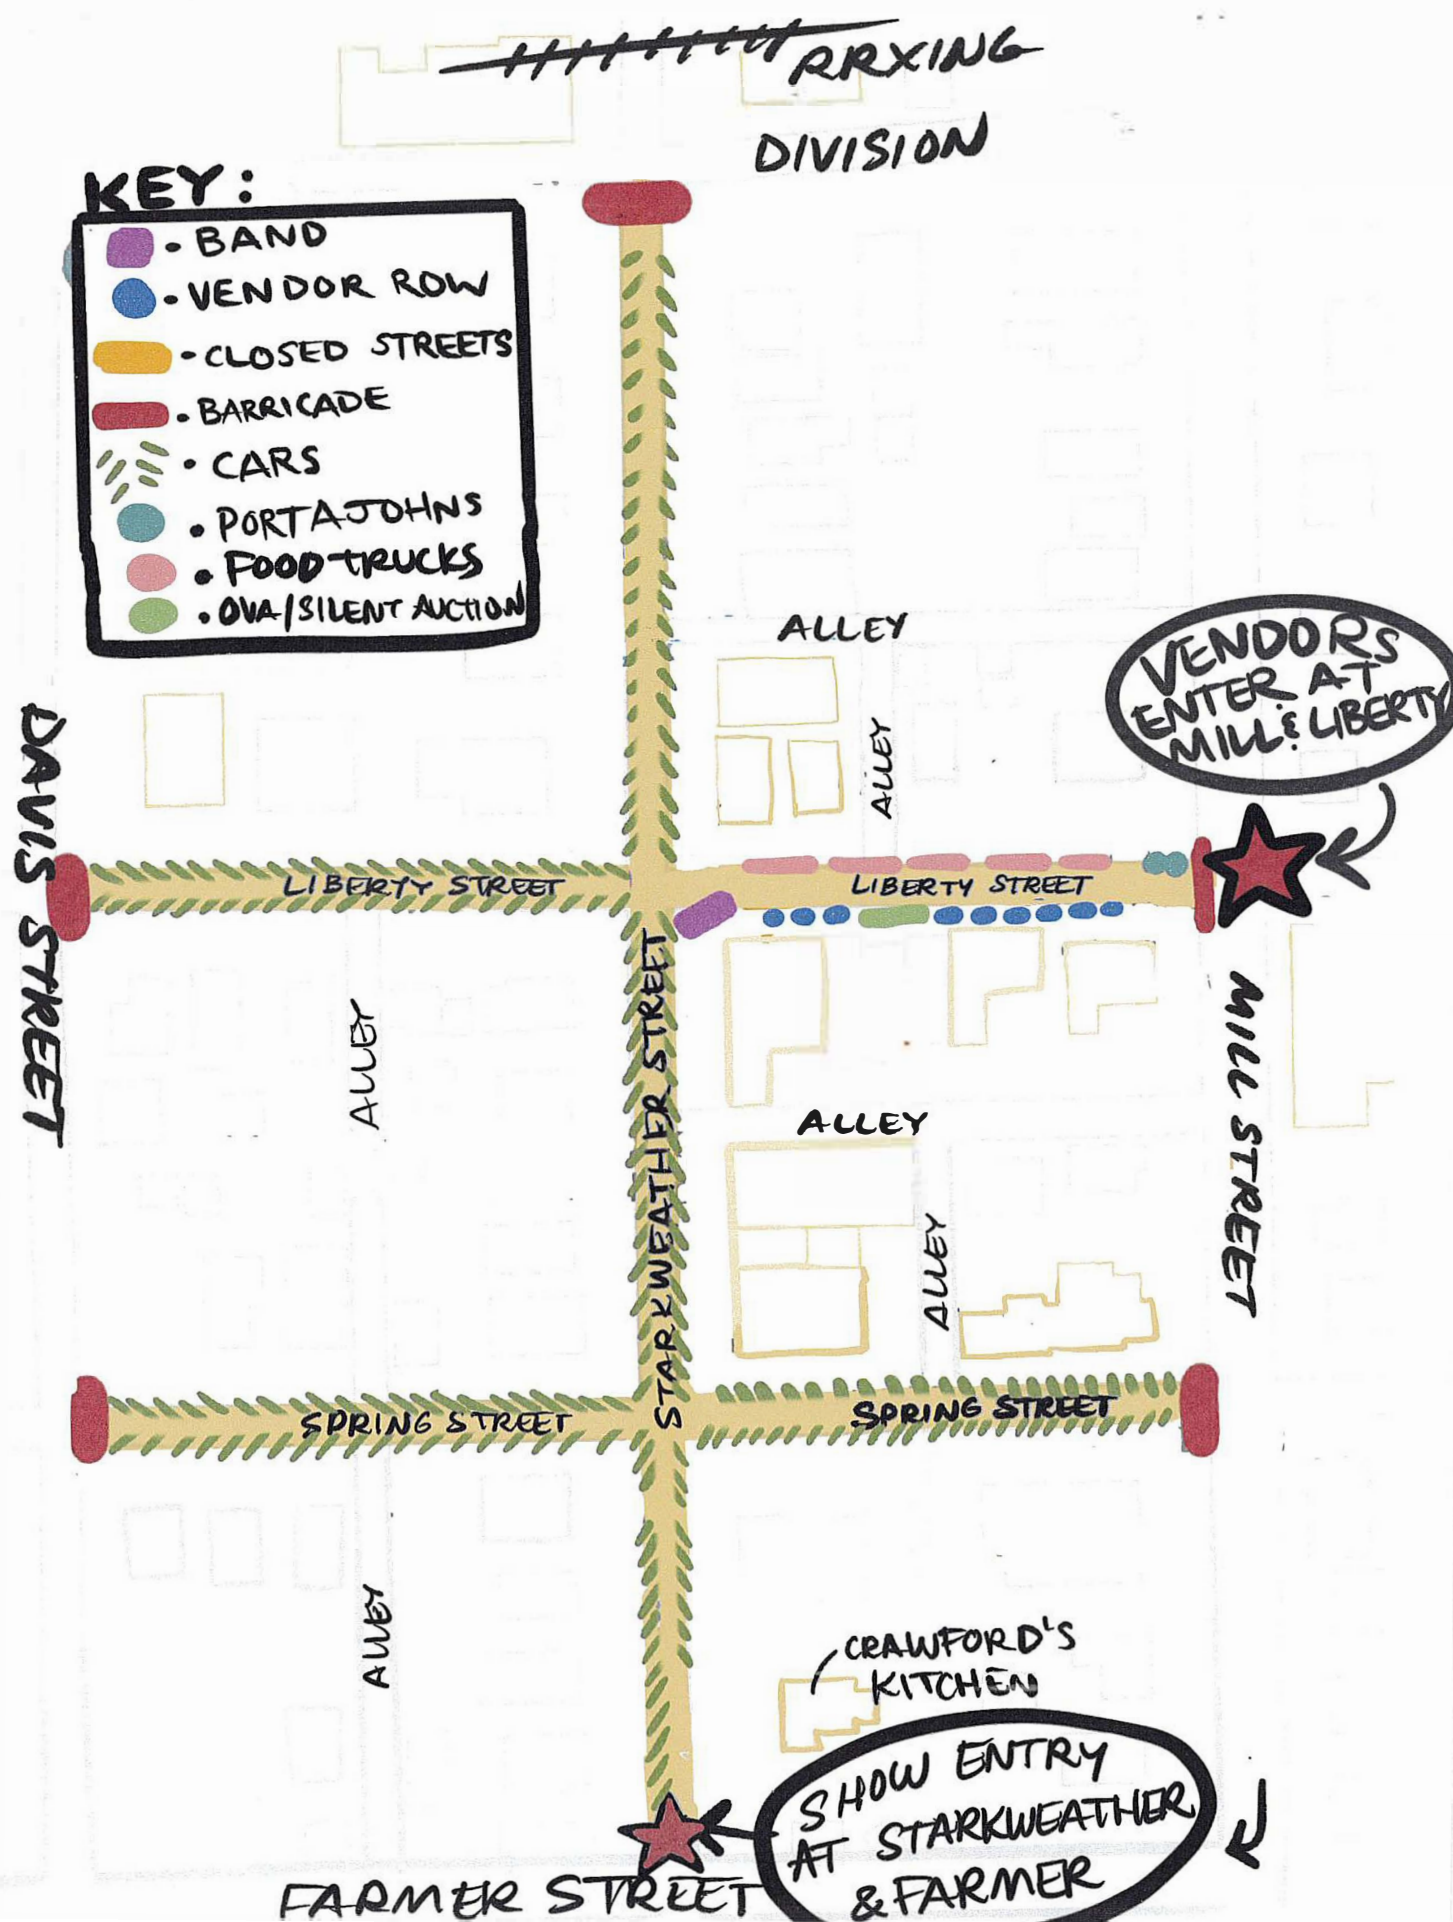 RRXING
DIVISION
KEY:
• BAND
• VENDOR ROW
• CLOSED STREETS
• BARRICADE
• CARS
• PORTAJOHNS
• FOOD TRUCKS
• OVA/SILENT AUCTION
ALLEY
VENDORS
ENTER AT
MILL & LIBERTY
ALLEY
DAVIS STREET
LIBERTY STREET
LIBERTY STREET
STARKWEATHER STREET
MILL STREET
ALLEY
ALLEY
ALLEY
SPRING STREET
SPRING STREET
ALLEY
CRAWFORD'S
KITCHEN
SHOW ENTRY
AT STARKWEATHER
& FARMER
FARMER STREET